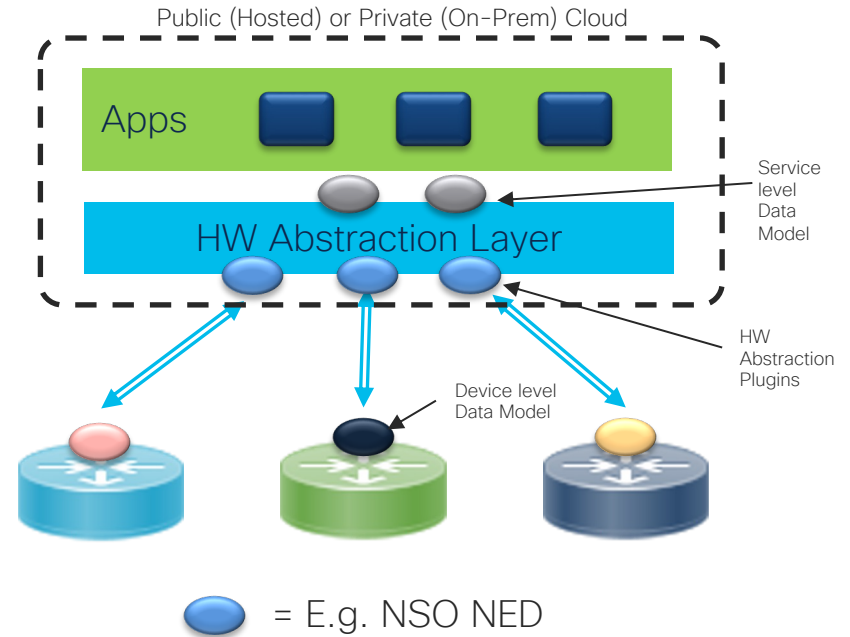 Public (Hosted) or Private (On-Prem) Cloud
Apps
Service
level
Data
Model
HW Abstraction Layer
HW
Abstraction
Plugins
Device level
Data Model
= E.g. NSO NED